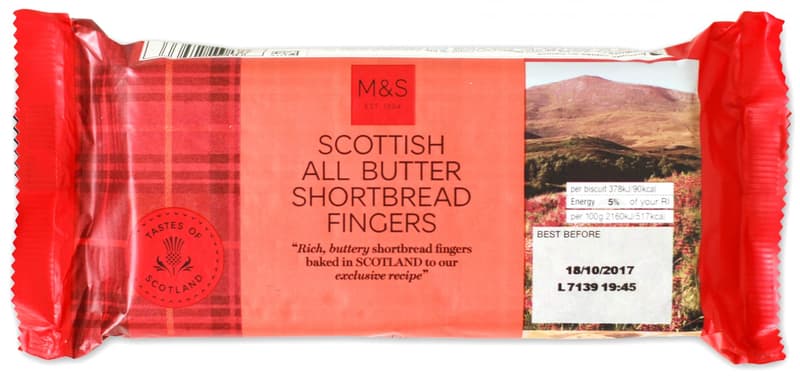 M&S
EST. 1884
SCOTTISH
ALL BUTTER
SHORTBREAD
FINGERS
“Rich, buttery shortbread fingers
baked in SCOTLAND to our
exclusive recipe”
TASTES OF
SCOTLAND
per biscuit 378kJ/90kcal
Energy 5% of your RI
per 100g 2160kJ/517kcal
BEST BEFORE
18/10/2017
L7139 19:45